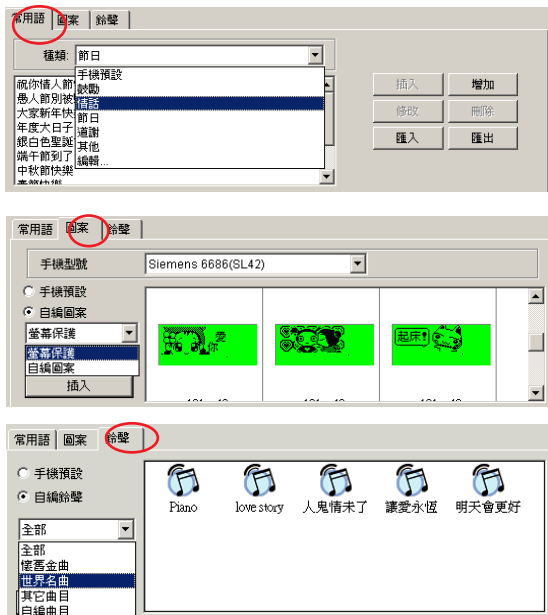 常用語 圖案 鈴聲
種類: 節日
手機預設
鼓勵
情話
節日
道謝
其他
編輯...
祝你情人節
愚人節別被
大家新年快
年度大日子
銀白色聖誕
端午節到了
中秋節快樂
插入 增加
修改 刪除
匯入 匯出
常用語 圖案 鈴聲
手機型號 Siemens 6686(SL42)
手機預設
自編圖案
螢幕保護
螢幕保護
自編圖案
插入
愛你
起床!
常用語 圖案 鈴聲
手機預設
自編鈴聲
全部
全部
懷舊金曲
世界名曲
其它曲目
自編曲目
Piano love story 人鬼情未了 讓愛永恆 明天會更好